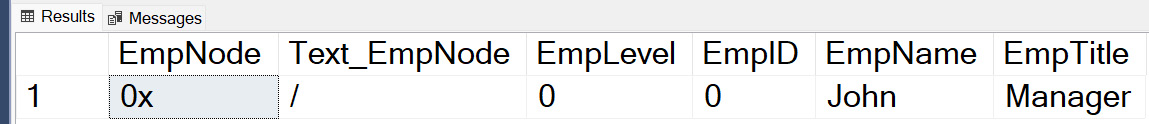 Results Messages
EmpNode Text_EmpNode EmpLevel EmpID EmpName EmpTitle
1 0x / 0 0 John Manager